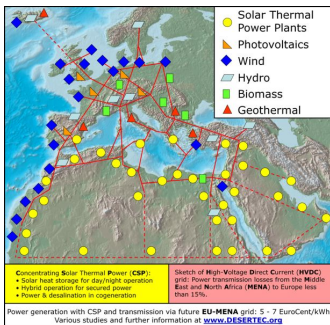 Solar Thermal
Power Plants
Photovoltaics
Wind
Hydro
Biomass
Geothermal
Concentrating Solar Thermal Power (CSP):
• Solar heat storage for day/night operation
• Hybrid operation for secured power
• Power & desalination in cogeneration
Sketch of High-Voltage Direct Current (HVDC)
grid: Power transmission losses from the Middle
East and North Africa (MENA) to Europe less
than 15%.
Power generation with CSP and transmission via future EU-MENA grid: 5 - 7 EuroCent/kWh
Various studies and further information at www.DESERTEC.org